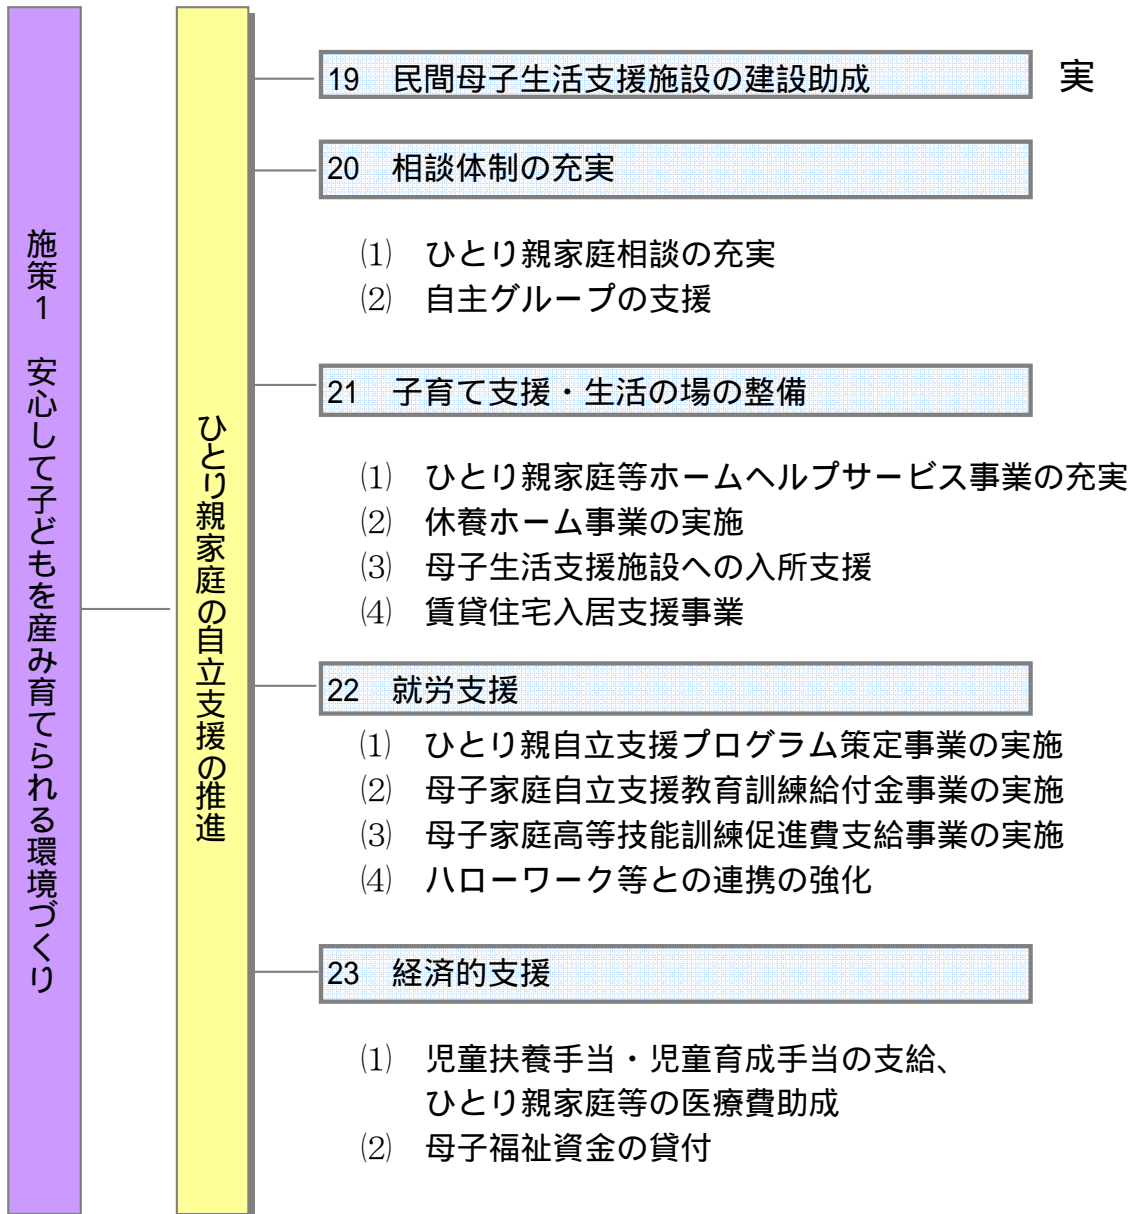 施策1　安心して子どもを産み育てられる環境づくり
ひとり親家庭の自立支援の推進
19　民間母子生活支援施設の建設助成　実
20　相談体制の充実
⑴　ひとり親家庭相談の充実
⑵　自主グループの支援
21　子育て支援・生活の場の整備
⑴　ひとり親家庭等ホームヘルプサービス事業の充実
⑵　休養ホーム事業の実施
⑶　母子生活支援施設への入所支援
⑷　賃貸住宅入居支援事業
22　就労支援
⑴　ひとり親自立支援プログラム策定事業の実施
⑵　母子家庭自立支援教育訓練給付金事業の実施
⑶　母子家庭高等技能訓練促進費支給事業の実施
⑷　ハローワーク等との連携の強化
23　経済的支援
⑴　児童扶養手当・児童育成手当の支給、
ひとり親家庭等の医療費助成
⑵　母子福祉資金の貸付